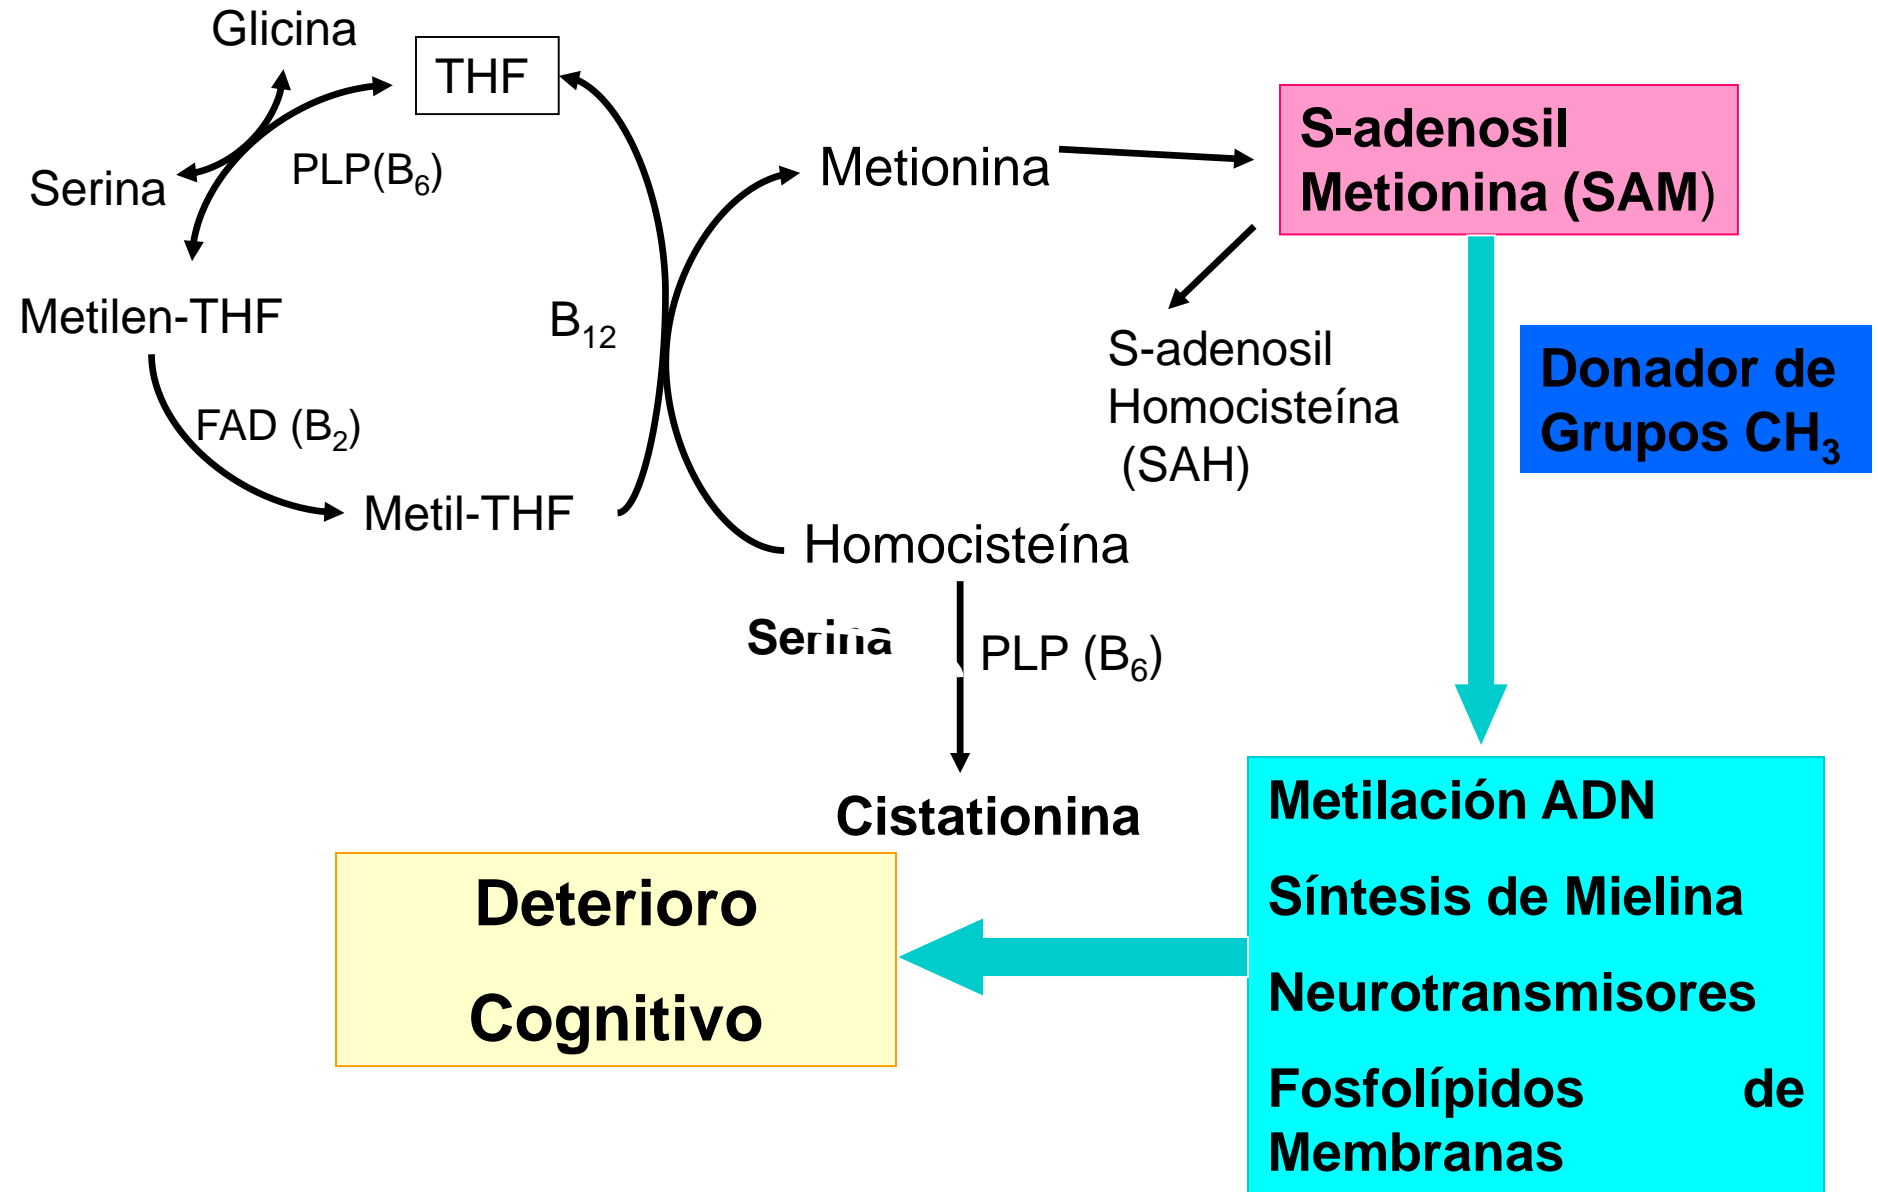 Glicina
THF
Serina
PLP(B6)
Metionina
S-adenosil
Metionina (SAM)
Metilen-THF
B12
S-adenosil
Homocisteína
(SAH)
Donador de
Grupos CH3
FAD (B2)
Metil-THF
Homocisteína
Serina
PLP (B6)
Cistationina
Metilación ADN
Síntesis de Mielina
Neurotransmisores
Fosfolípidos de
Membranas
Deterioro
Cognitivo